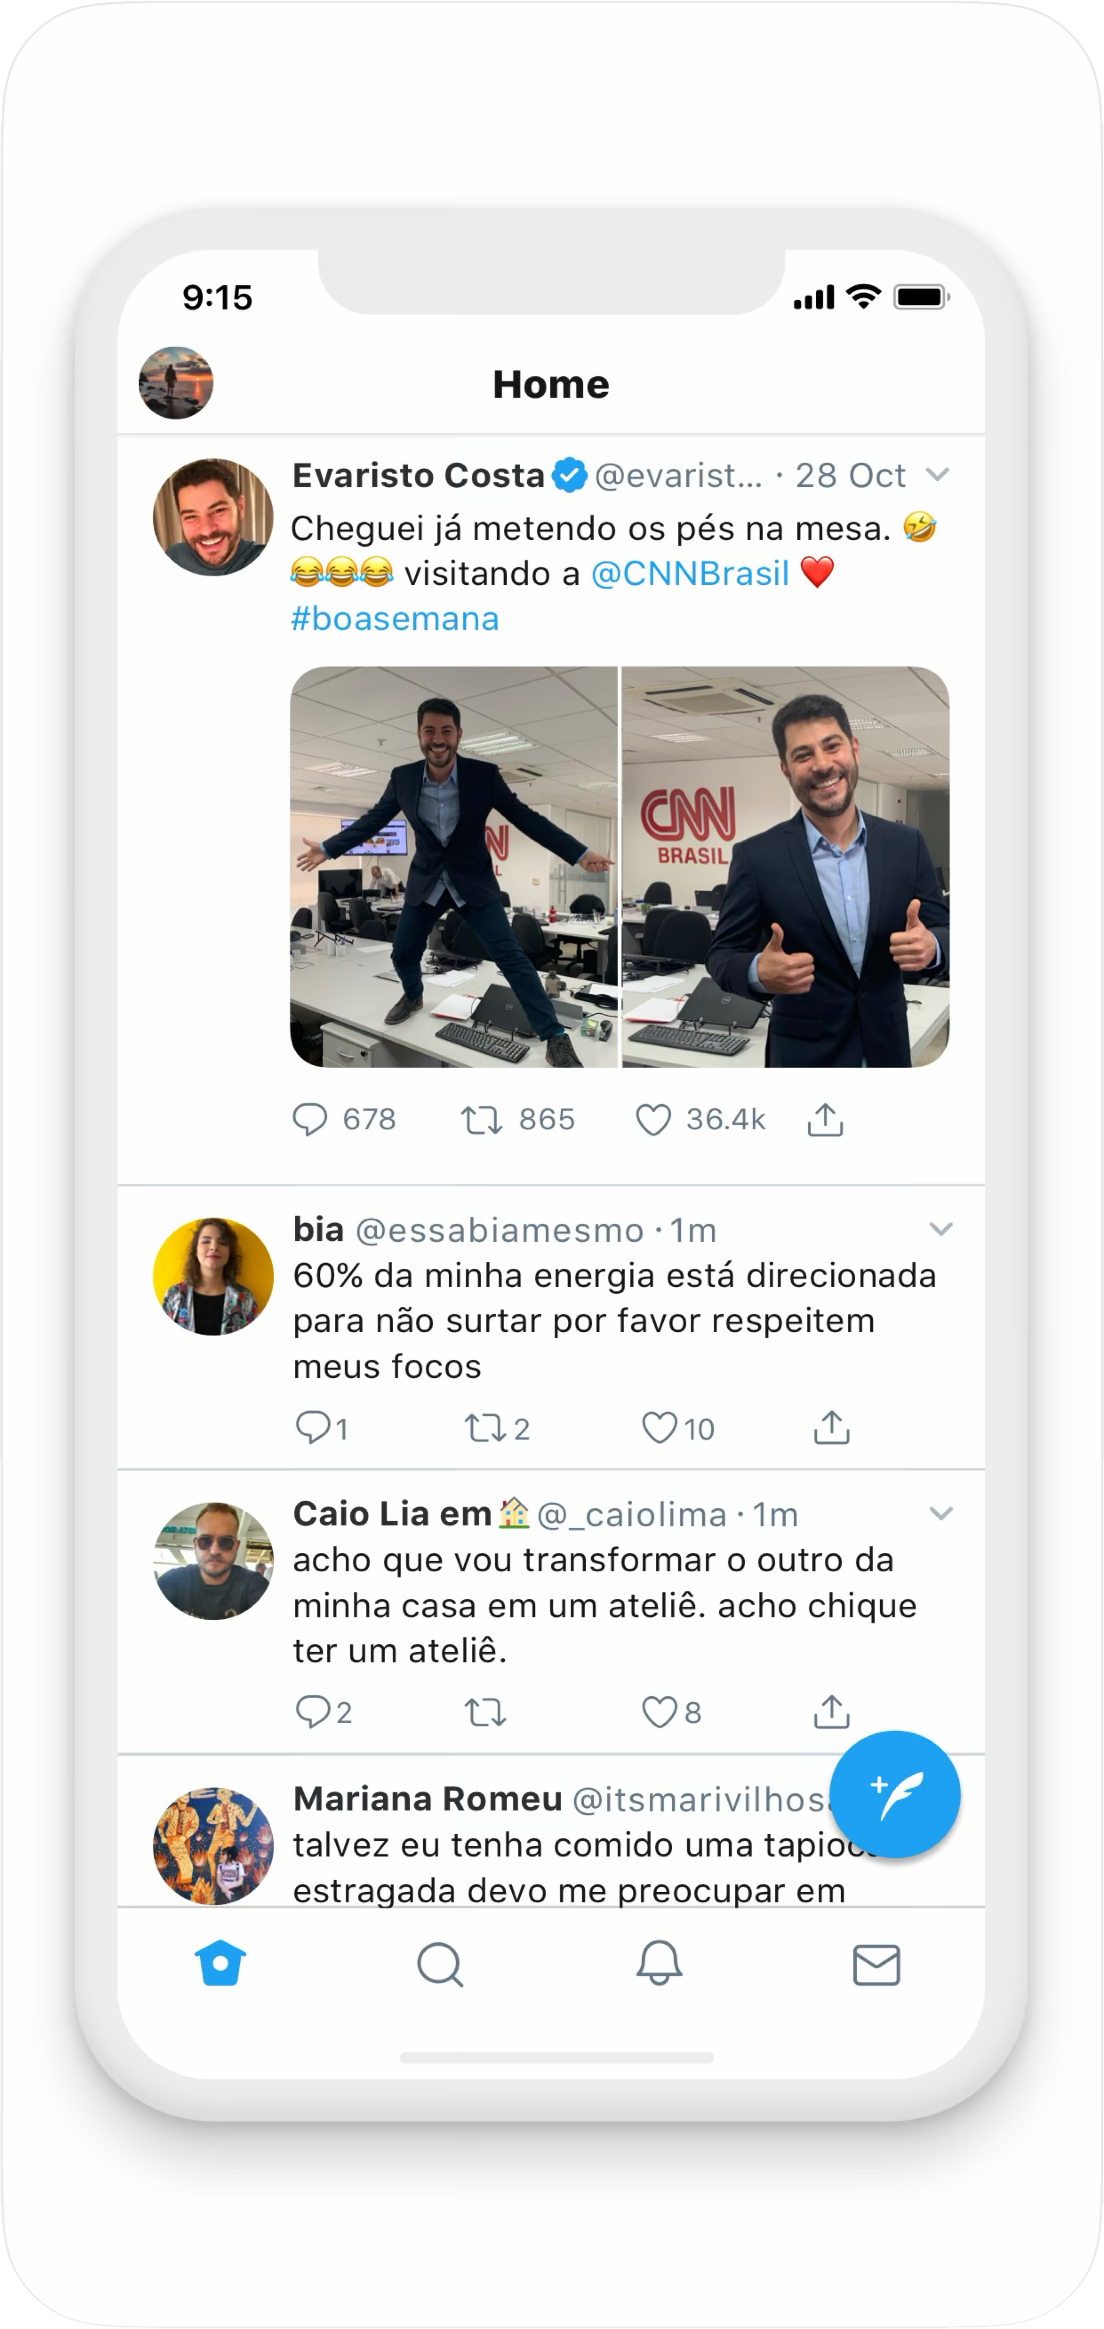 9:15
Home
Evaristo Costa @evarist... · 28 Oct
Cheguei já metendo os pés na mesa. 🤣
😂😂😂 visitando a @CNNBrasil ❤️
#boasemana
CNN
BRASIL
678 865 36.4k
bia @essabiamesmo · 1m
60% da minha energia está direcionada
para não surtar por favor respeitem
meus focos
1 2 10
Caio Lia em🏠@_caiolima · 1m
acho que vou transformar o outro da
minha casa em um ateliê. acho chique
ter um ateliê.
2 8
Mariana Romeu @itsmarivilhos
talvez eu tenha comido uma
estragada devo me preocupar em